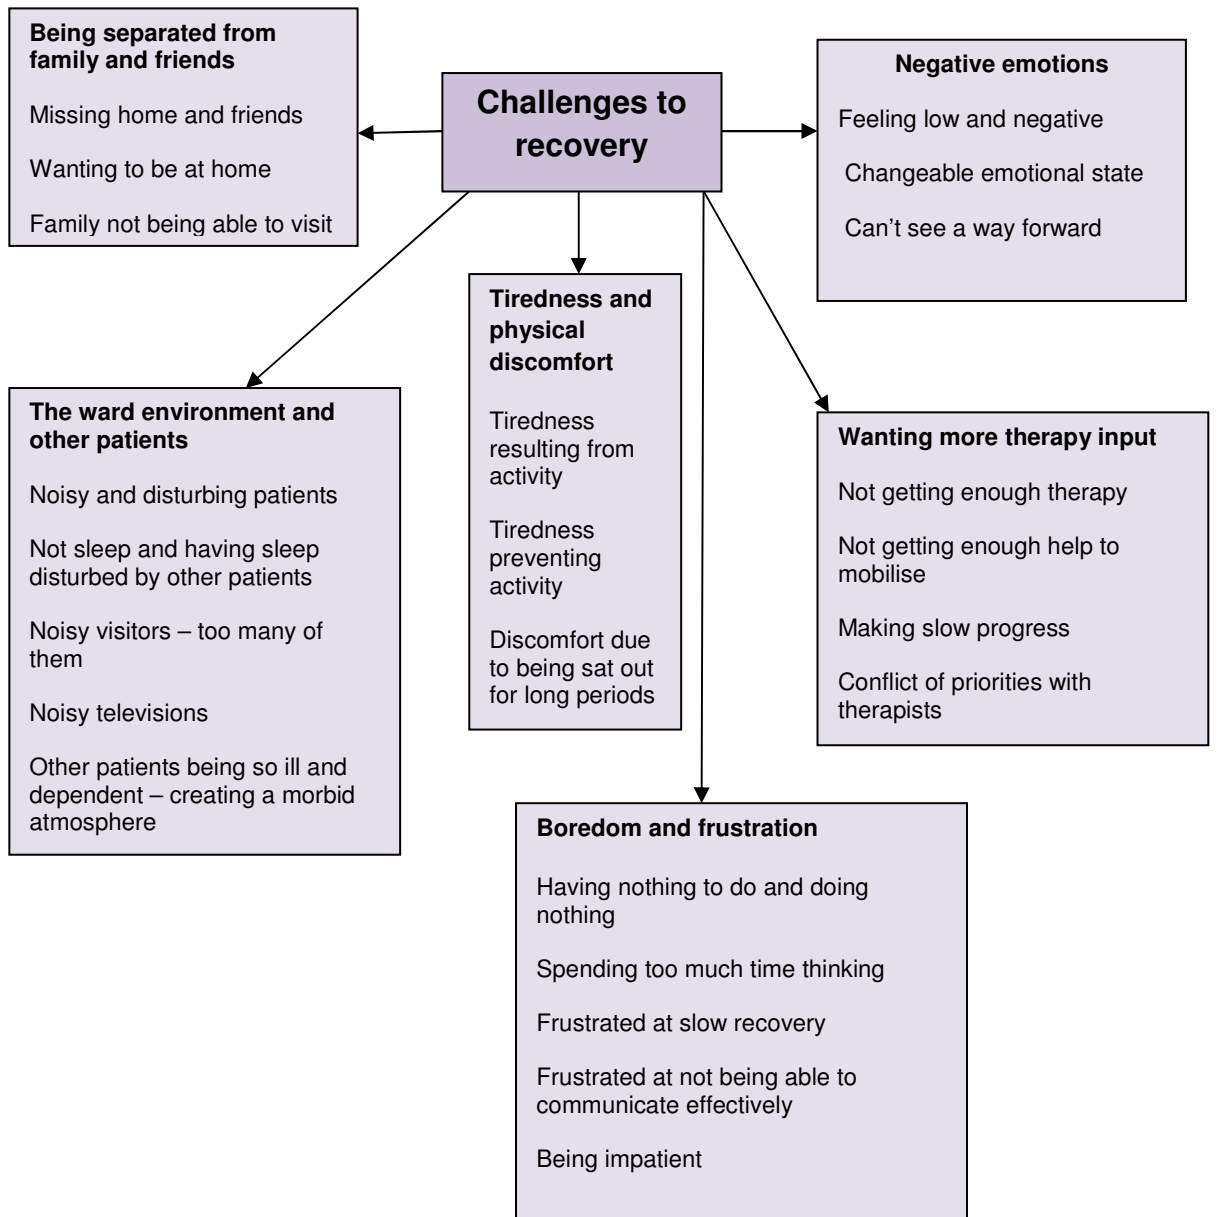 Being separated from
family and friends
Missing home and friends
Wanting to be at home
Family not being able to visit
Challenges to
recovery
Negative emotions
Feeling low and negative
Changeable emotional state
Can’t see a way forward
The ward environment and
other patients
Noisy and disturbing patients
Not sleep and having sleep
disturbed by other patients
Noisy visitors – too many of
them
Noisy televisions
Other patients being so ill and
dependent – creating a morbid
atmosphere
Tiredness and
physical
discomfort
Tiredness
resulting from
activity
Tiredness
preventing
activity
Discomfort due
to being sat out
for long periods
Wanting more therapy input
Not getting enough therapy
Not getting enough help to
mobilise
Making slow progress
Conflict of priorities with
therapists
Boredom and frustration
Having nothing to do and doing
nothing
Spending too much time thinking
Frustrated at slow recovery
Frustrated at not being able to
communicate effectively
Being impatient